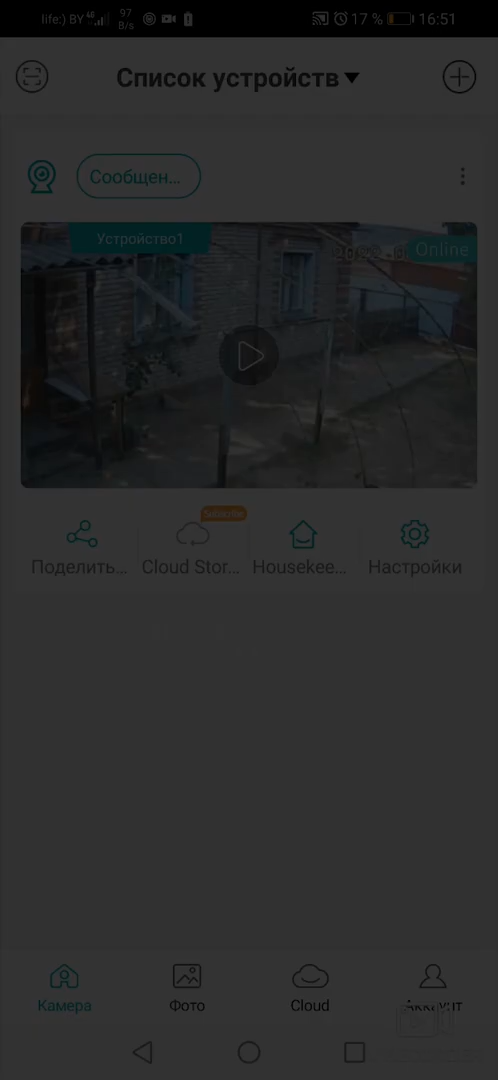 life:) BY 4G 97 B/s 17 % 16:51
Список устройств
Сообщен...
Устройство1
Online
Subscribe
Поделить... Cloud Stor... Housekee... Настройки
Камера Фото Cloud Аккаунт